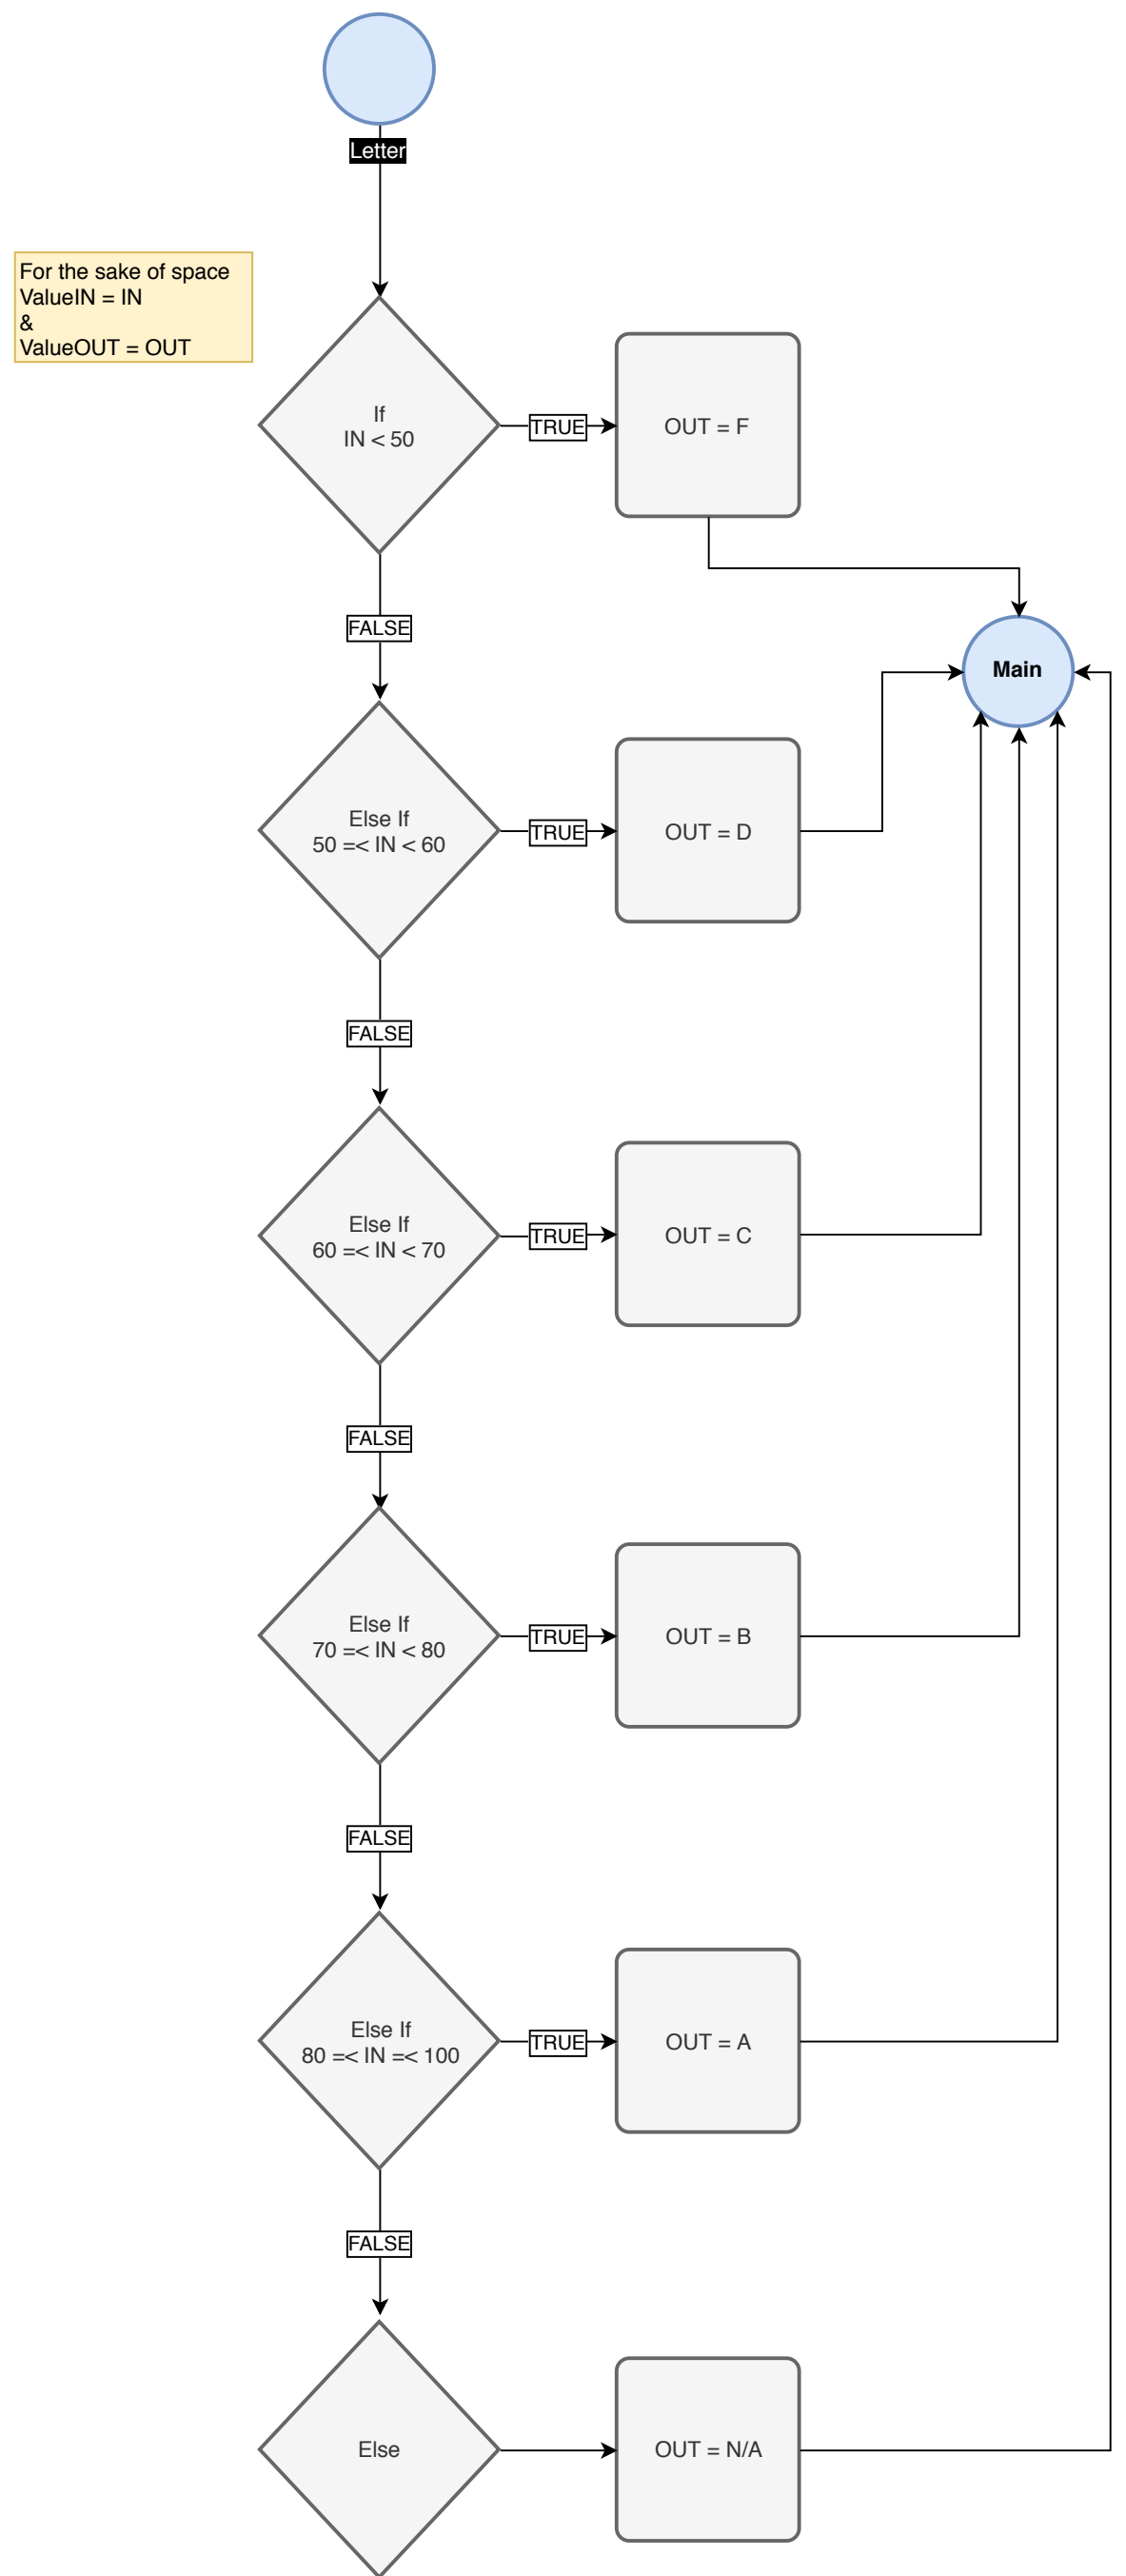 Letter
For the sake of space
ValueIN = IN
&
ValueOUT = OUT
If
IN < 50
TRUE
OUT = F
FALSE
Main
Else If
50 =< IN < 60
TRUE
OUT = D
FALSE
Else If
60 =< IN < 70
TRUE
OUT = C
FALSE
Else If
70 =< IN < 80
TRUE
OUT = B
FALSE
Else If
80 =< IN =< 100
TRUE
OUT = A
FALSE
Else
OUT = N/A